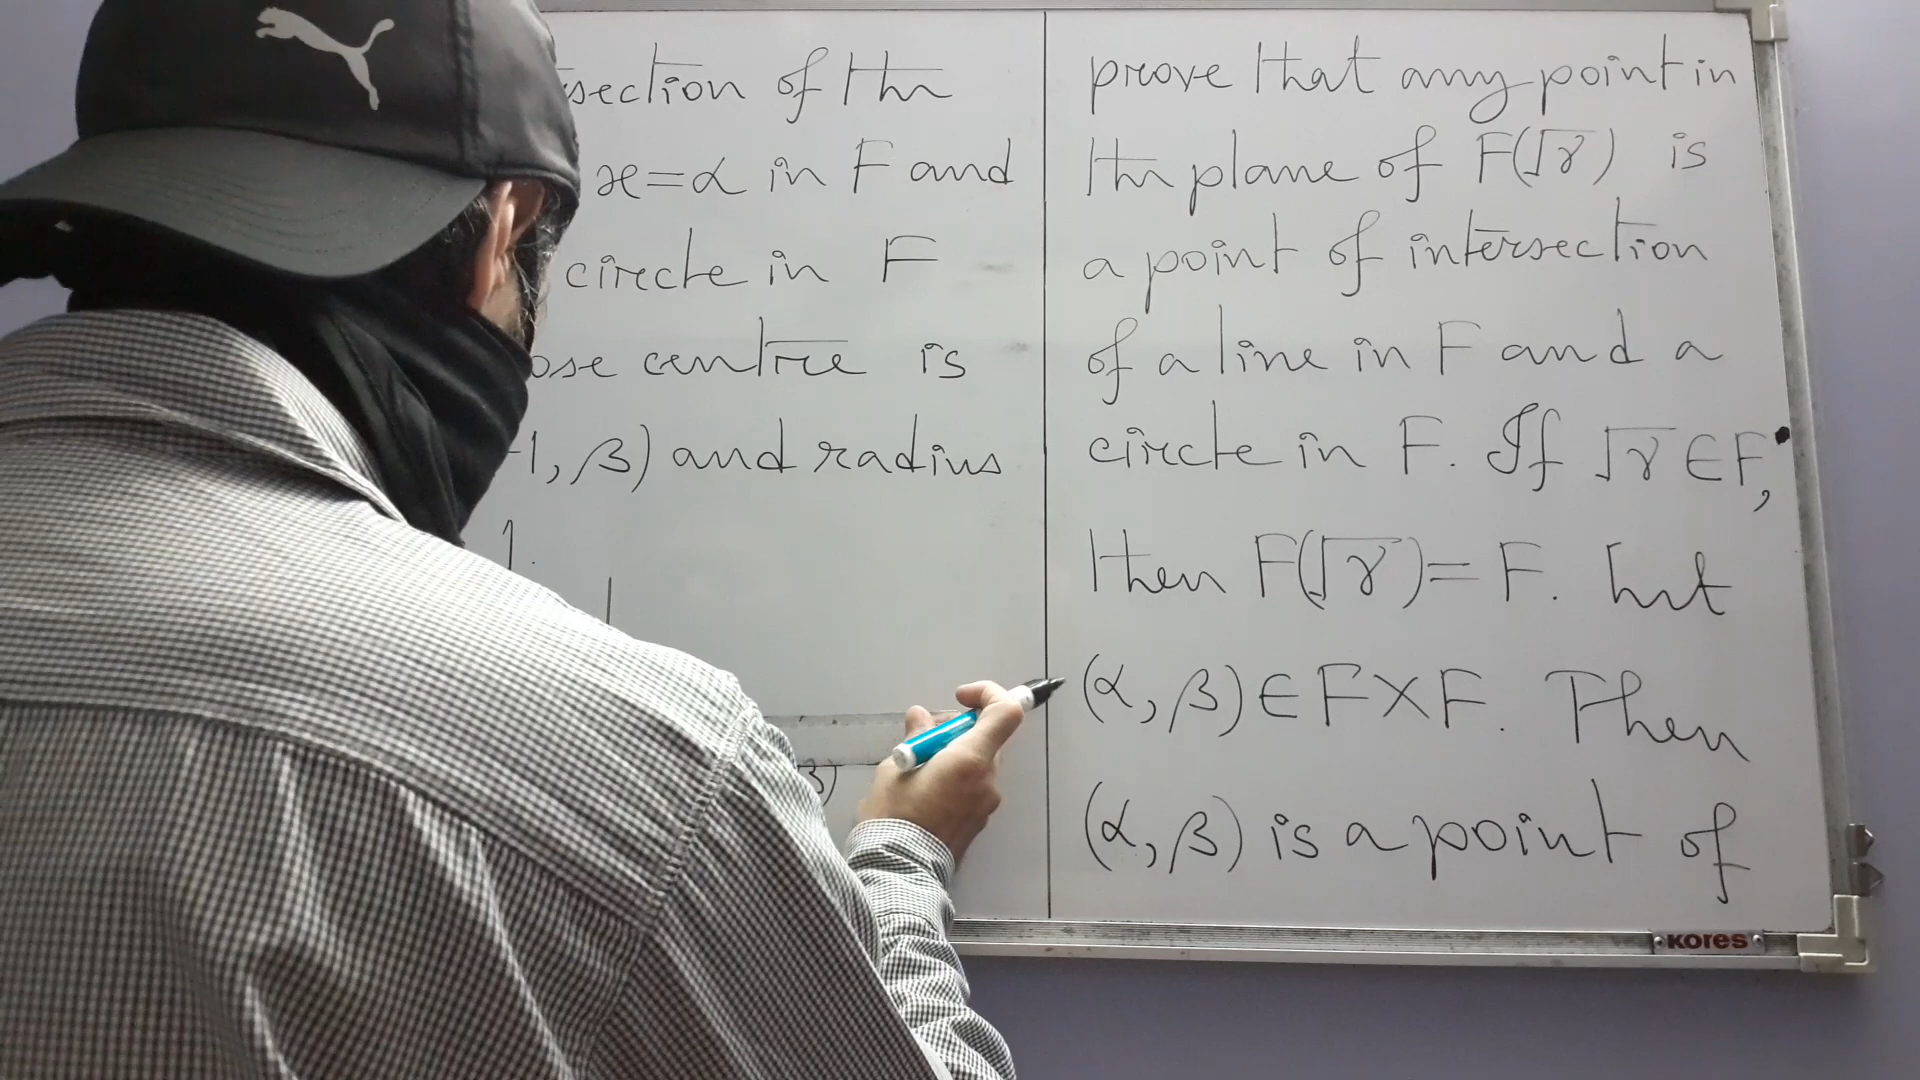 prove that any point in
the plane of F(√γ) is
a point of intersection
of a line in F and a
circle in F. If √γ ∈ F,
then F(√γ) = F. Let
(α, β) ∈ F×F. Then
(α, β) is a point of
section of the
x = α in F and
circle in F
centre is
1, β) and radius
1.
β)
KORES